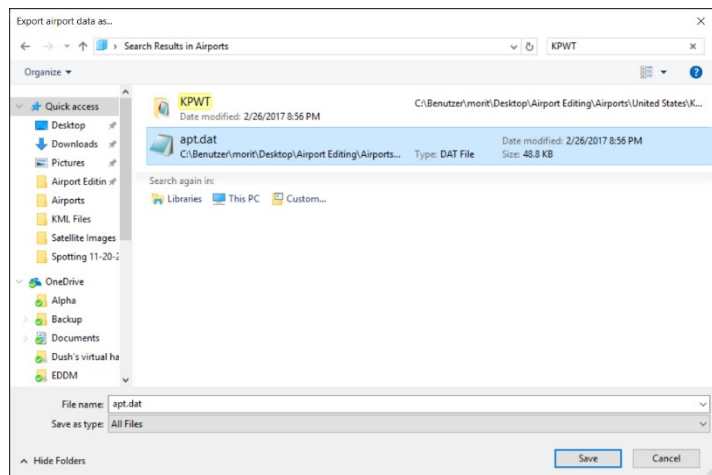 Export airport data as...
Search Results in Airports
KPWT
Organize
Quick access
Desktop
Downloads
Pictures
Airport Editin
Airports
KML Files
Satellite Images
Spotting 11-20-2
OneDrive
Alpha
Backup
Documents
Dush's virtual ha
EDDM
KPWT
Date modified: 2/26/2017 8:56 PM
C:\Benutzer\morit\Desktop\Airport Editing\Airports\United States\K...
apt.dat
C:\Benutzer\morit\Desktop\Airport Editing\Airports...
Type: DAT File
Date modified: 2/26/2017 8:56 PM
Size: 48.8 KB
Search again in:
Libraries This PC Custom...
File name: apt.dat
Save as type: All Files
Hide Folders
Save Cancel